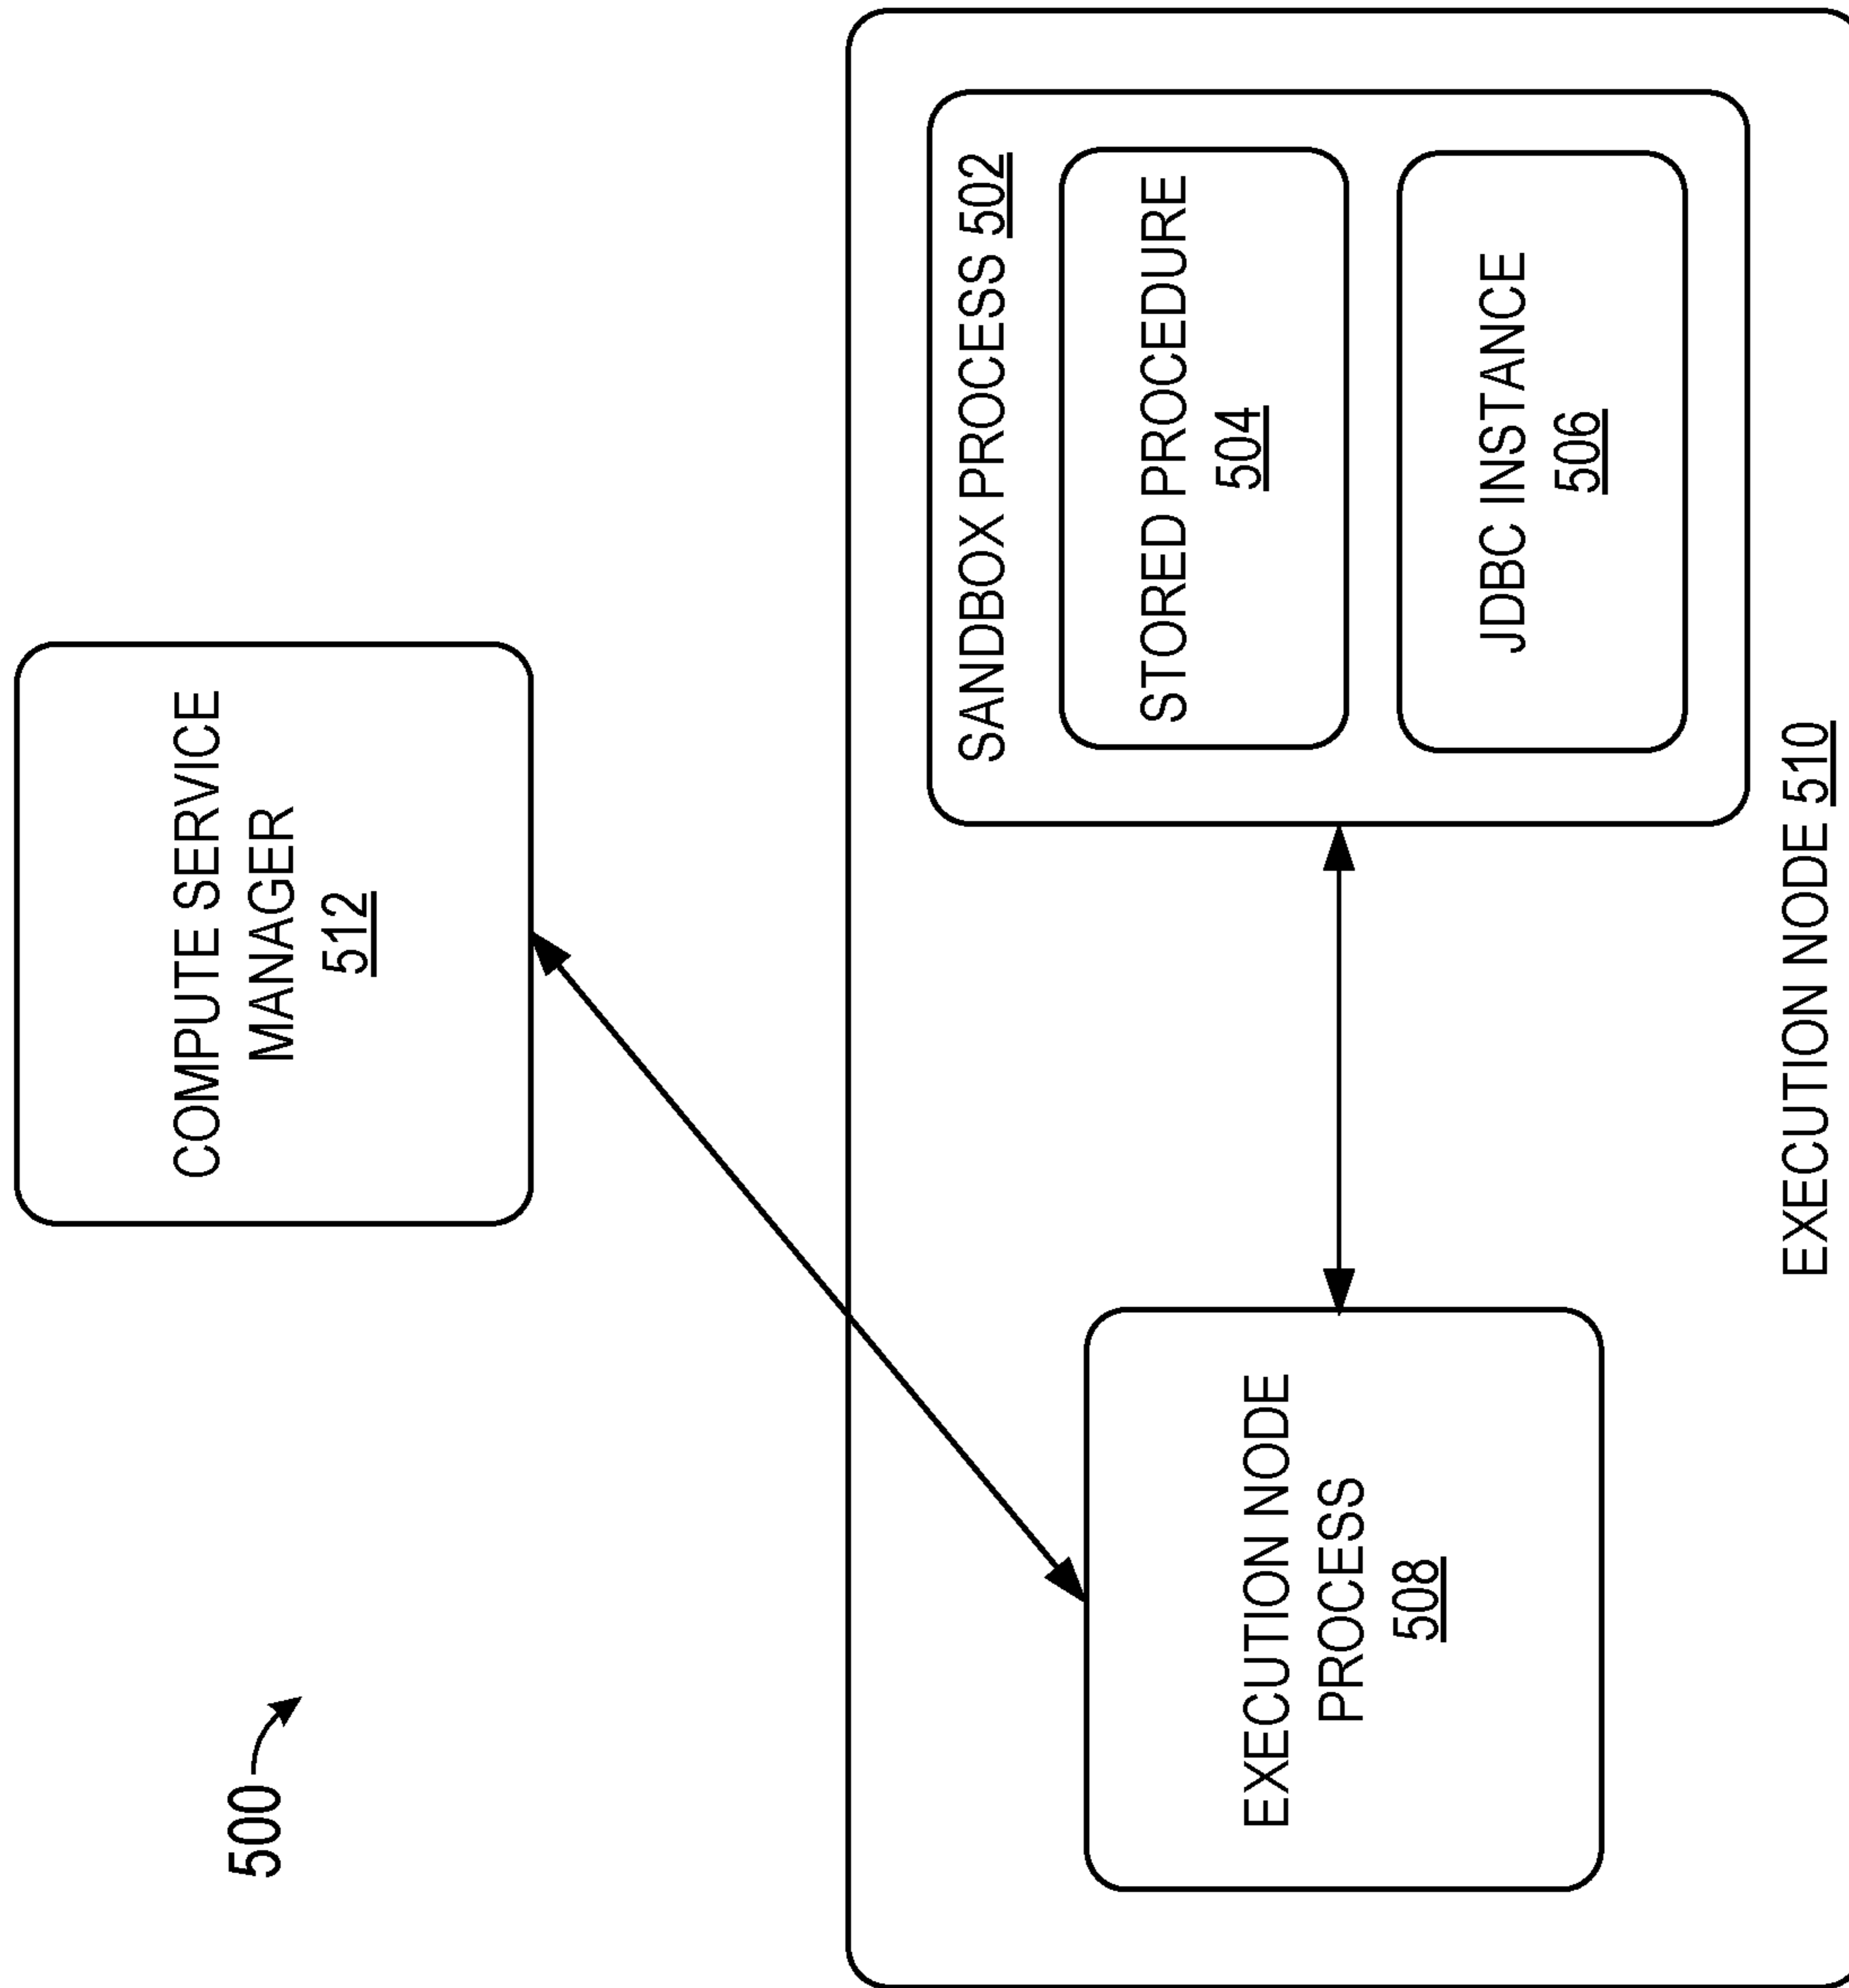 500
COMPUTE SERVICE
MANAGER
512
EXECUTION NODE
PROCESS
508
SANDBOX PROCESS 502
STORED PROCEDURE
504
JDBC INSTANCE
506
EXECUTION NODE 510